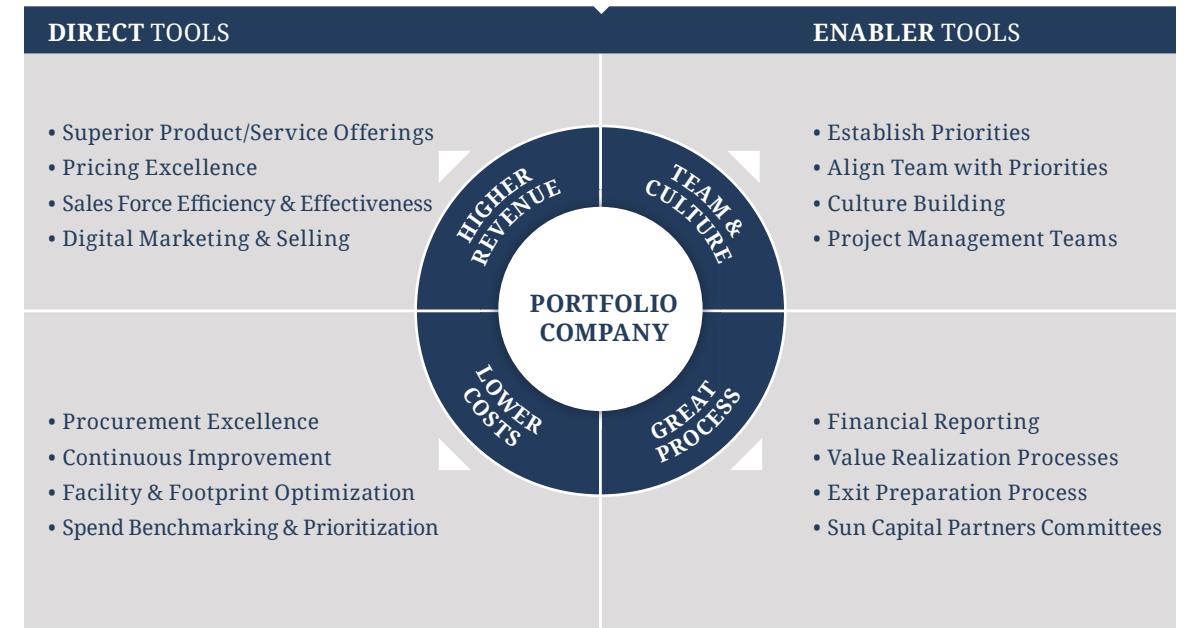 DIRECT TOOLS
ENABLER TOOLS
• Superior Product/Service Offerings
• Pricing Excellence
• Sales Force Efficiency & Effectiveness
• Digital Marketing & Selling
HIGHER
REVENUE
TEAM &
CULTURE
• Establish Priorities
• Align Team with Priorities
• Culture Building
• Project Management Teams
PORTFOLIO
COMPANY
• Procurement Excellence
• Continuous Improvement
• Facility & Footprint Optimization
• Spend Benchmarking & Prioritization
LOWER
COSTS
GREAT
PROCESS
• Financial Reporting
• Value Realization Processes
• Exit Preparation Process
• Sun Capital Partners Committees